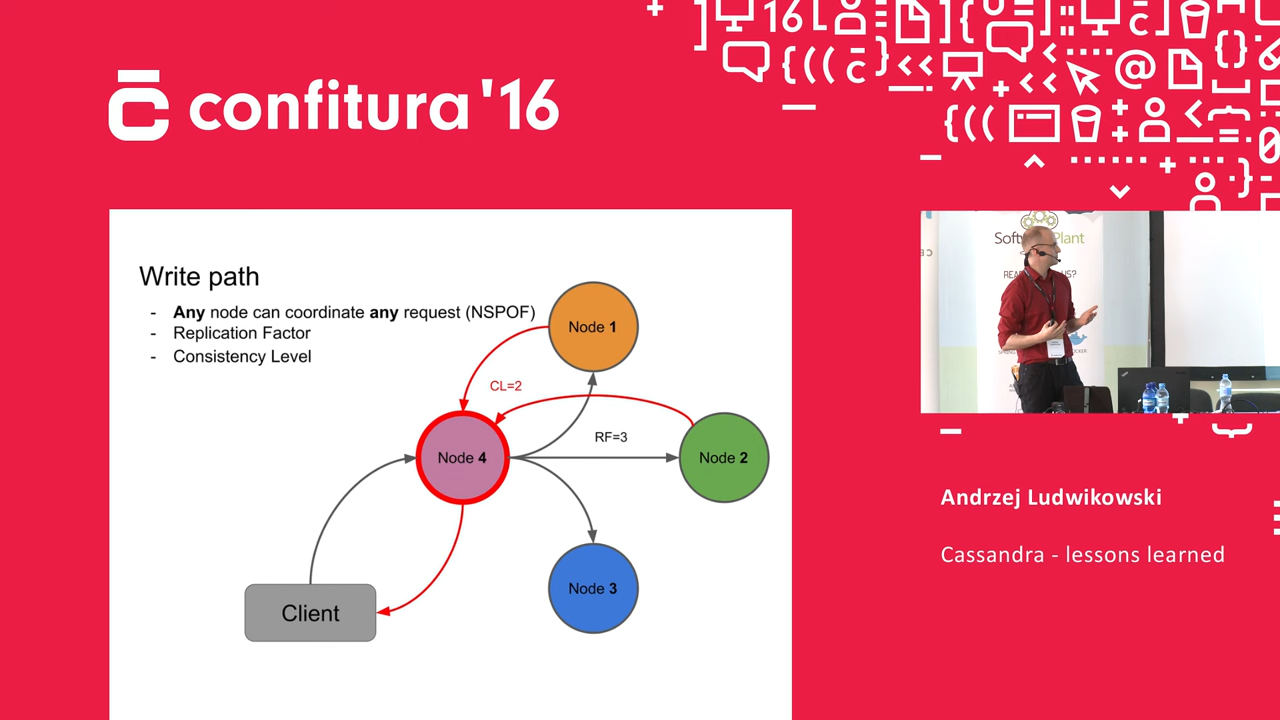 confitura '16
Write path
- Any node can coordinate any request (NSPOF)
- Replication Factor
- Consistency Level
Node 1
CL=2
RF=3
Node 4
Node 2
Node 3
Client
Plant
Andrzej Ludwikowski
Cassandra - lessons learned